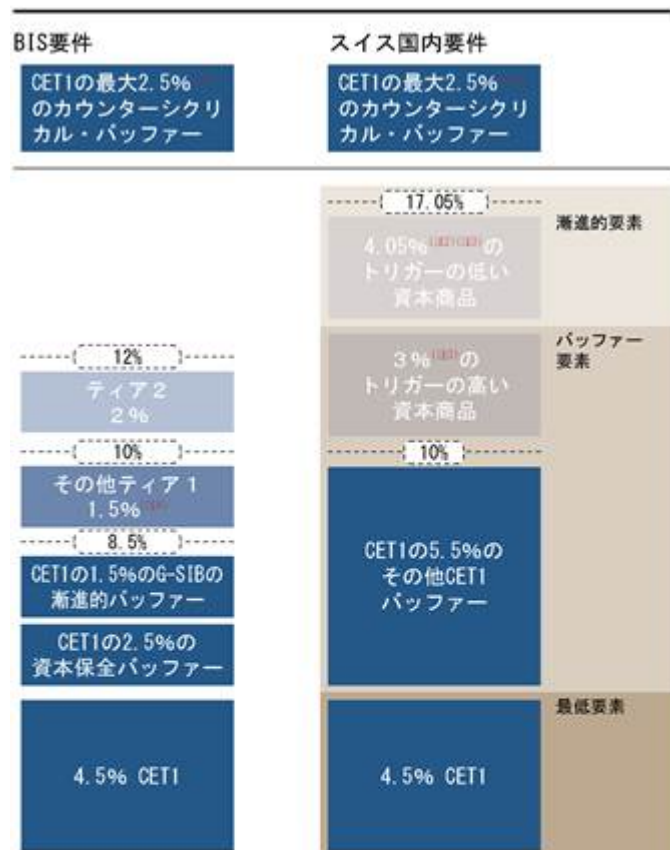 BIS要件
CET1の最大2.5%
のカウンターシクリ
カル・バッファー
12%
ティア2
2%
10%
その他ティア1
1.5%
8.5%
CET1の1.5%のG-SIBの
漸進的バッファー
CET1の2.5%の
資本保全バッファー
4.5% CET1
スイス国内要件
CET1の最大2.5%
のカウンターシクリ
カル・バッファー
17.05%
4.05%の
トリガーの低い
資本商品
漸進的要素
3%の
トリガーの高い
資本商品
バッファー
要素
10%
CET1の5.5%の
その他CET1
バッファー
4.5% CET1
最低要素